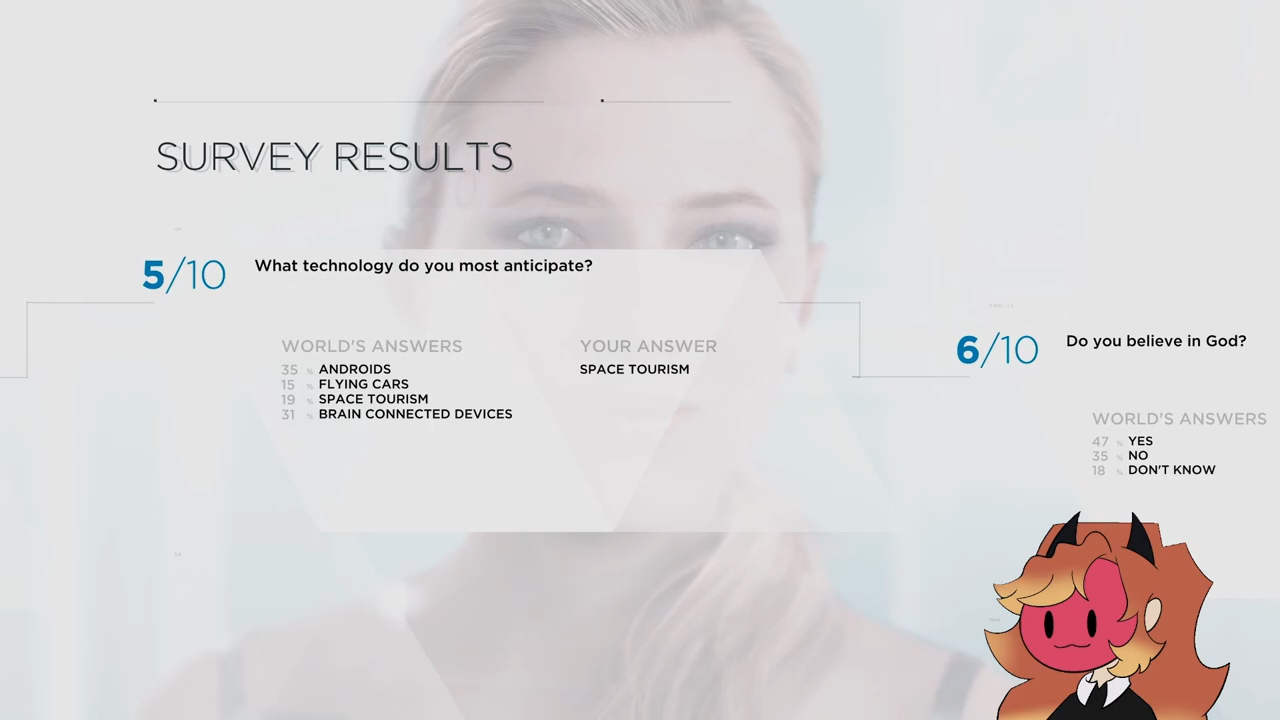 SURVEY RESULTS
5/10
What technology do you most anticipate?
WORLD'S ANSWERS
35 % ANDROIDS
15 % FLYING CARS
19 % SPACE TOURISM
31 % BRAIN CONNECTED DEVICES
YOUR ANSWER
SPACE TOURISM
6/10
Do you believe in God?
WORLD'S ANSWERS
47 % YES
35 % NO
18 % DON'T KNOW